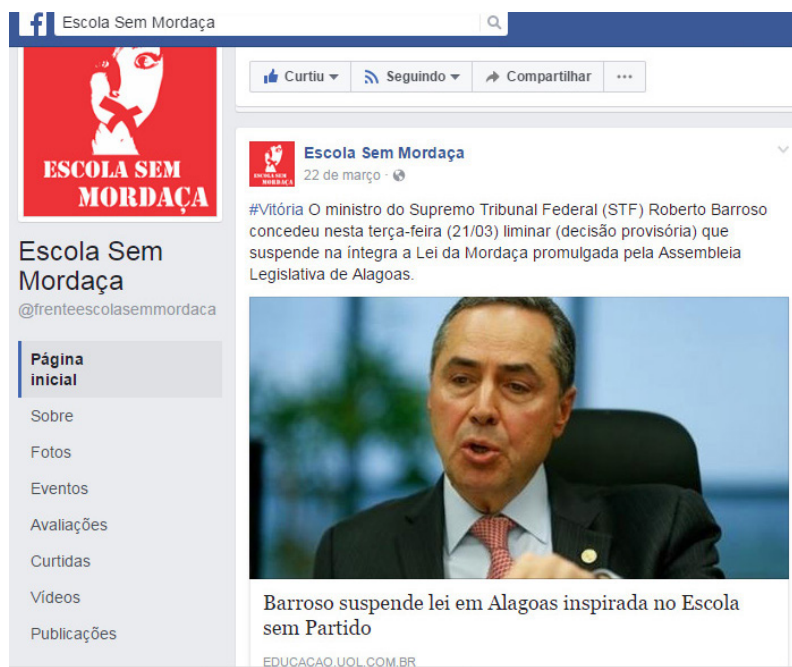 Escola Sem Mordaça
ESCOLA SEM
MORDAÇA
Escola Sem
Mordaça
@frenteescolasemmordaca
Página
inicial
Sobre
Fotos
Eventos
Avaliações
Curtidas
Vídeos
Publicações
Curtiu
Seguindo
Compartilhar
ESCOLA SEM
MORDAÇA
Escola Sem Mordaça
22 de março ·
#Vitória O ministro do Supremo Tribunal Federal (STF) Roberto Barroso
concedeu nesta terça-feira (21/03) liminar (decisão provisória) que
suspende na íntegra a Lei da Mordaça promulgada pela Assembleia
Legislativa de Alagoas.
Barroso suspende lei em Alagoas inspirada no Escola
sem Partido
EDUCACAO.UOL.COM.BR